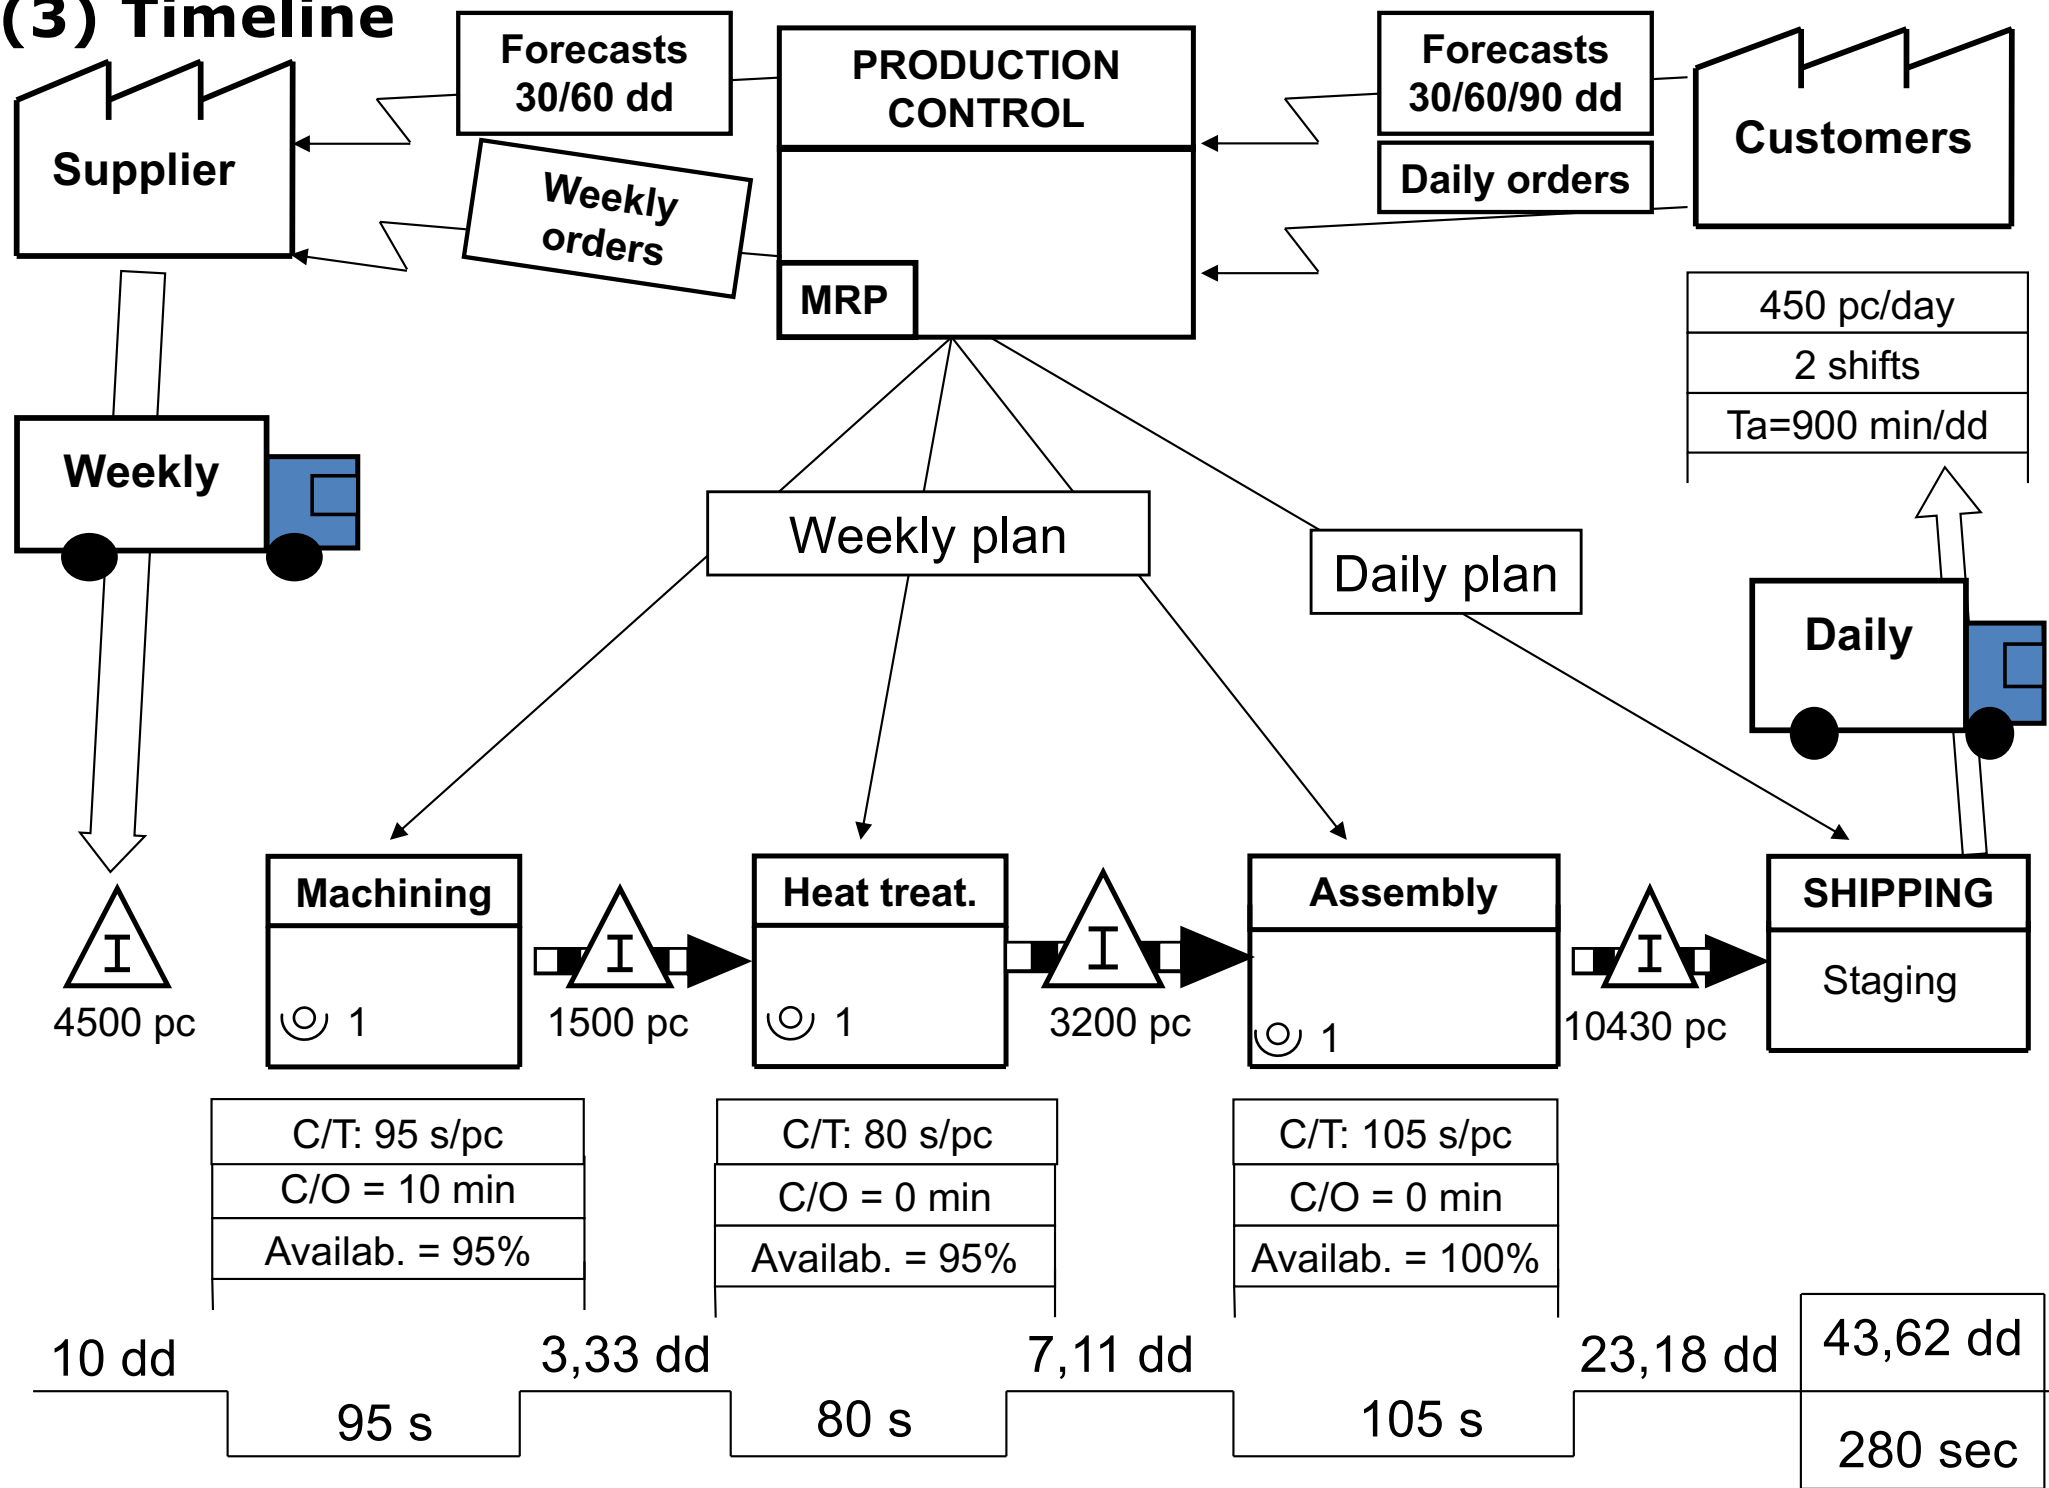 (3) Timeline
Forecasts
30/60 dd
PRODUCTION
CONTROL
Forecasts
30/60/90 dd
Customers
Supplier
Weekly
orders
Daily orders
MRP
450 pc/day
2 shifts
Ta=900 min/dd
Weekly
Weekly plan
Daily plan
Daily
Machining
Heat treat.
Assembly
SHIPPING
I
I
I
I
Staging
4500 pc
1
1500 pc
1
3200 pc
1
10430 pc
C/T: 95 s/pc
C/O = 10 min
Availab. = 95%
C/T: 80 s/pc
C/O = 0 min
Availab. = 95%
C/T: 105 s/pc
C/O = 0 min
Availab. = 100%
10 dd
3,33 dd
7,11 dd
23,18 dd
43,62 dd
95 s
80 s
105 s
280 sec